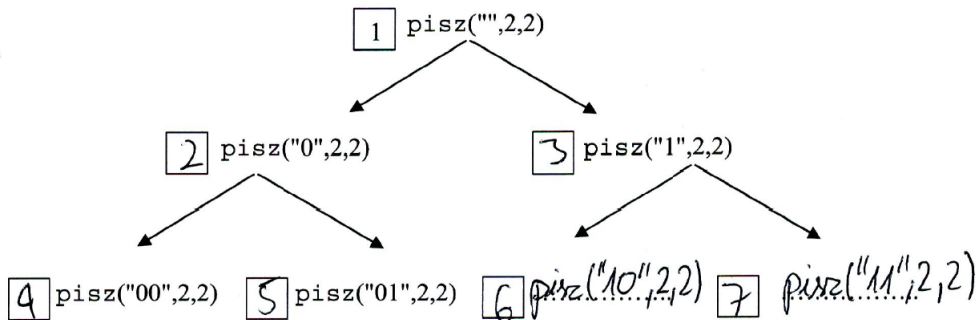 1 pisz("",2,2)
2 pisz("0",2,2) 3 pisz("1",2,2)
4 pisz("00",2,2) 5 pisz("01",2,2) 6 pisz("10",2,2) 7 pisz("11",2,2)